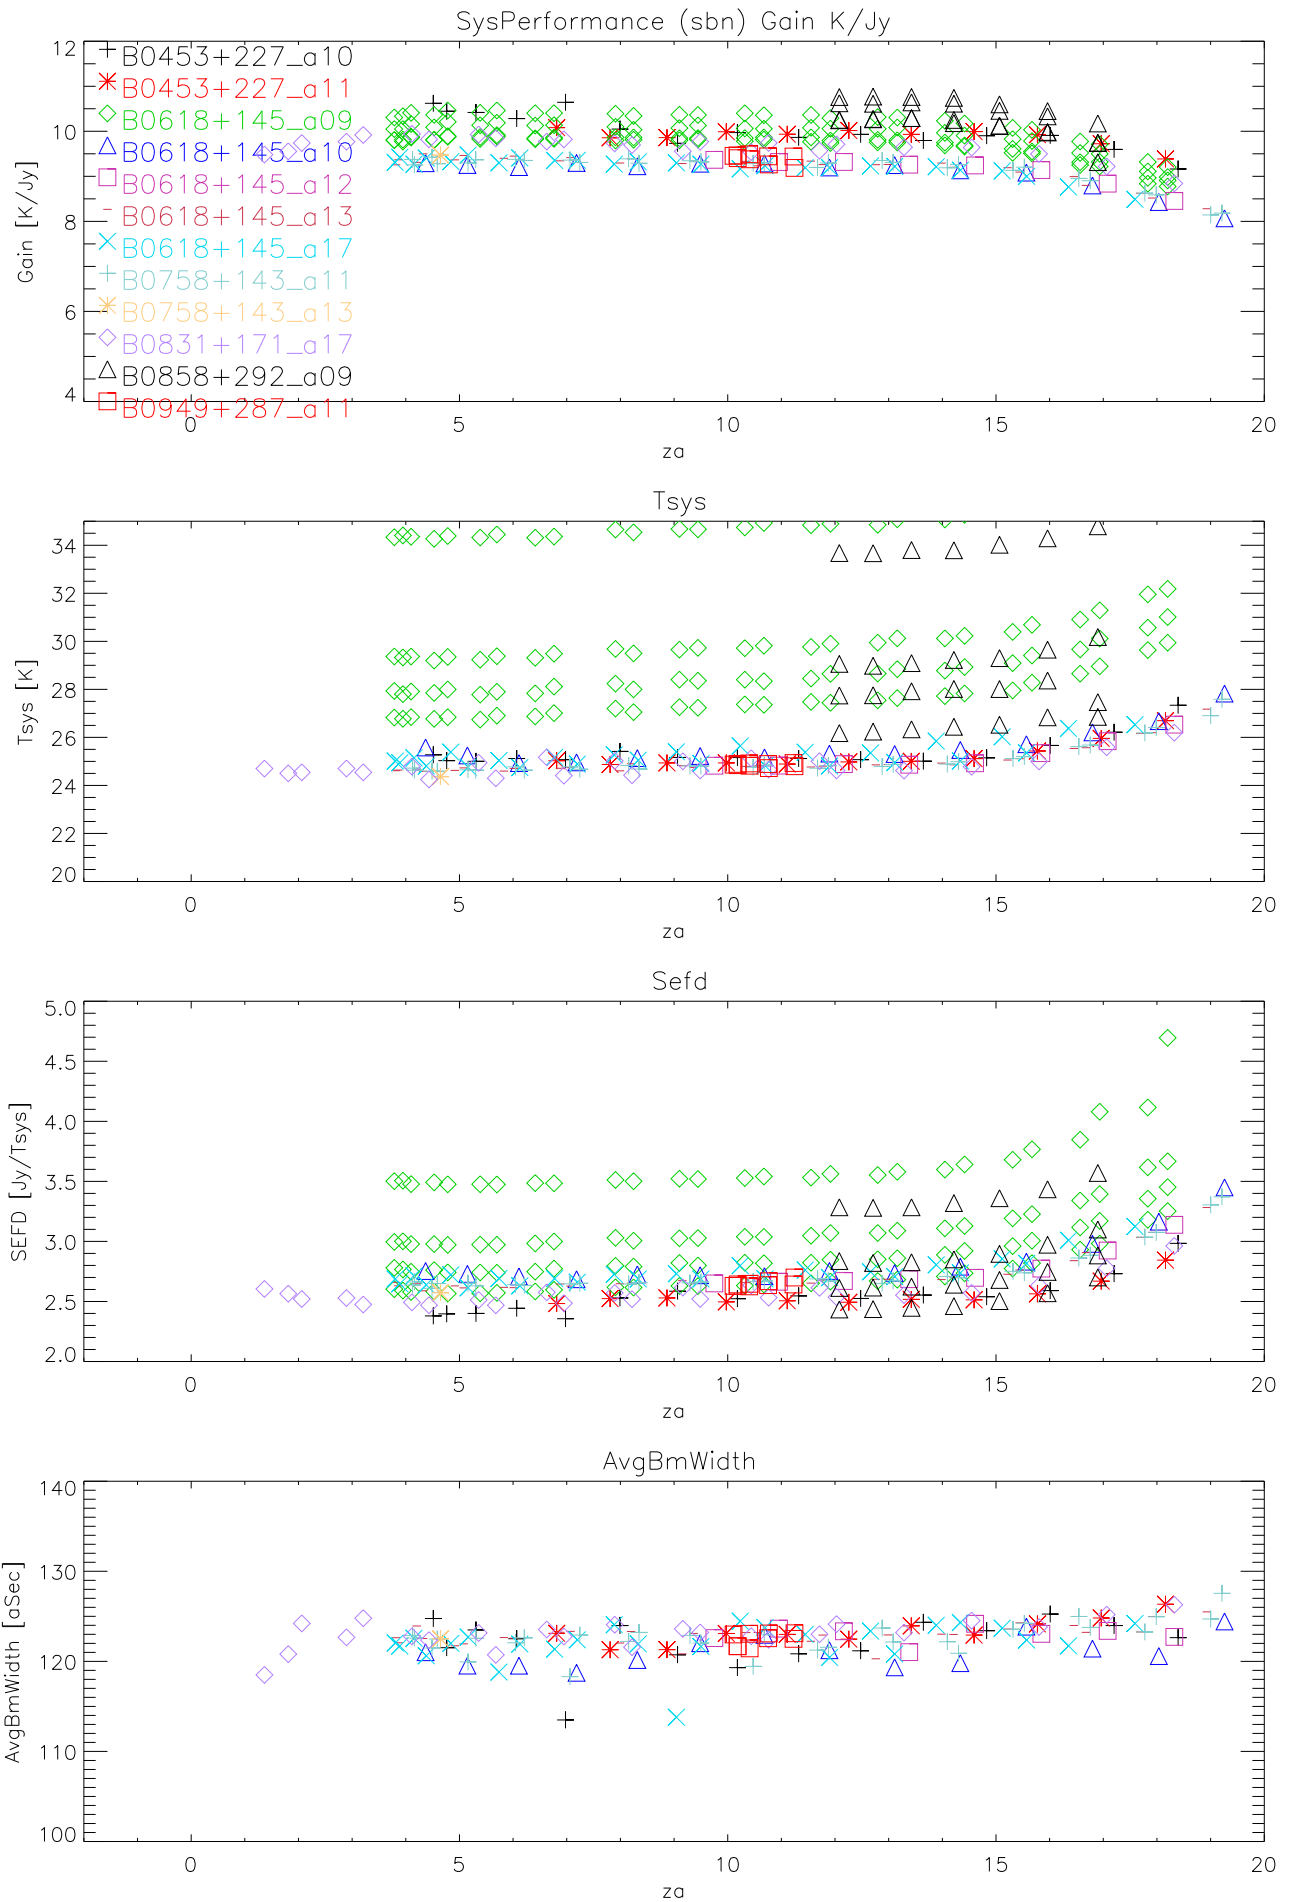 SysPerformance (sbn) Gain K/Jy
12
10
8
6
4
Gain [K/Jy]
B0453+227_a10
B0453+227_a11
B0618+145_a09
B0618+145_a10
B0618+145_a12
B0618+145_a13
B0618+145_a17
B0758+143_a11
B0758+143_a13
B0831+171_a17
B0858+292_a09
B0949+287_a11
0 5 10 15 20
za
Tsys
34
32
30
28
26
24
22
20
Tsys [K]
0 5 10 15 20
za
Sefd
5.0
4.5
4.0
3.5
3.0
2.5
2.0
SEFD [Jy/Tsys]
0 5 10 15 20
za
AvgBmWidth
140
130
120
110
100
AvgBmWidth [aSec]
0 5 10 15 20
za